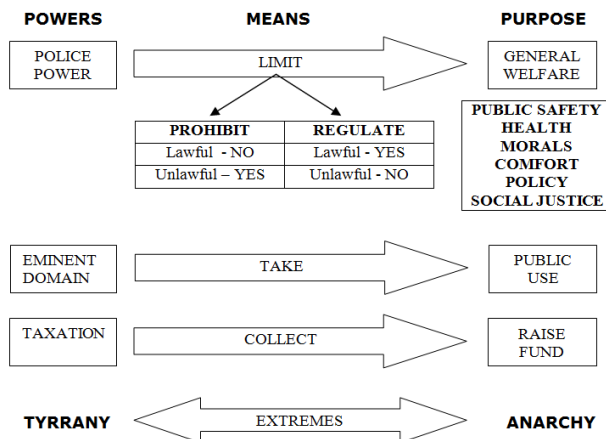 POWERS MEANS PURPOSE
POLICE
POWER
LIMIT
GENERAL
WELFARE
PROHIBIT REGULATE
Lawful - NO Lawful - YES
Unlawful – YES Unlawful - NO
PUBLIC SAFETY
HEALTH
MORALS
COMFORT
POLICY
SOCIAL JUSTICE
EMINENT
DOMAIN
TAKE
PUBLIC
USE
TAXATION
COLLECT
RAISE
FUND
TYRRANY EXTREMES ANARCHY